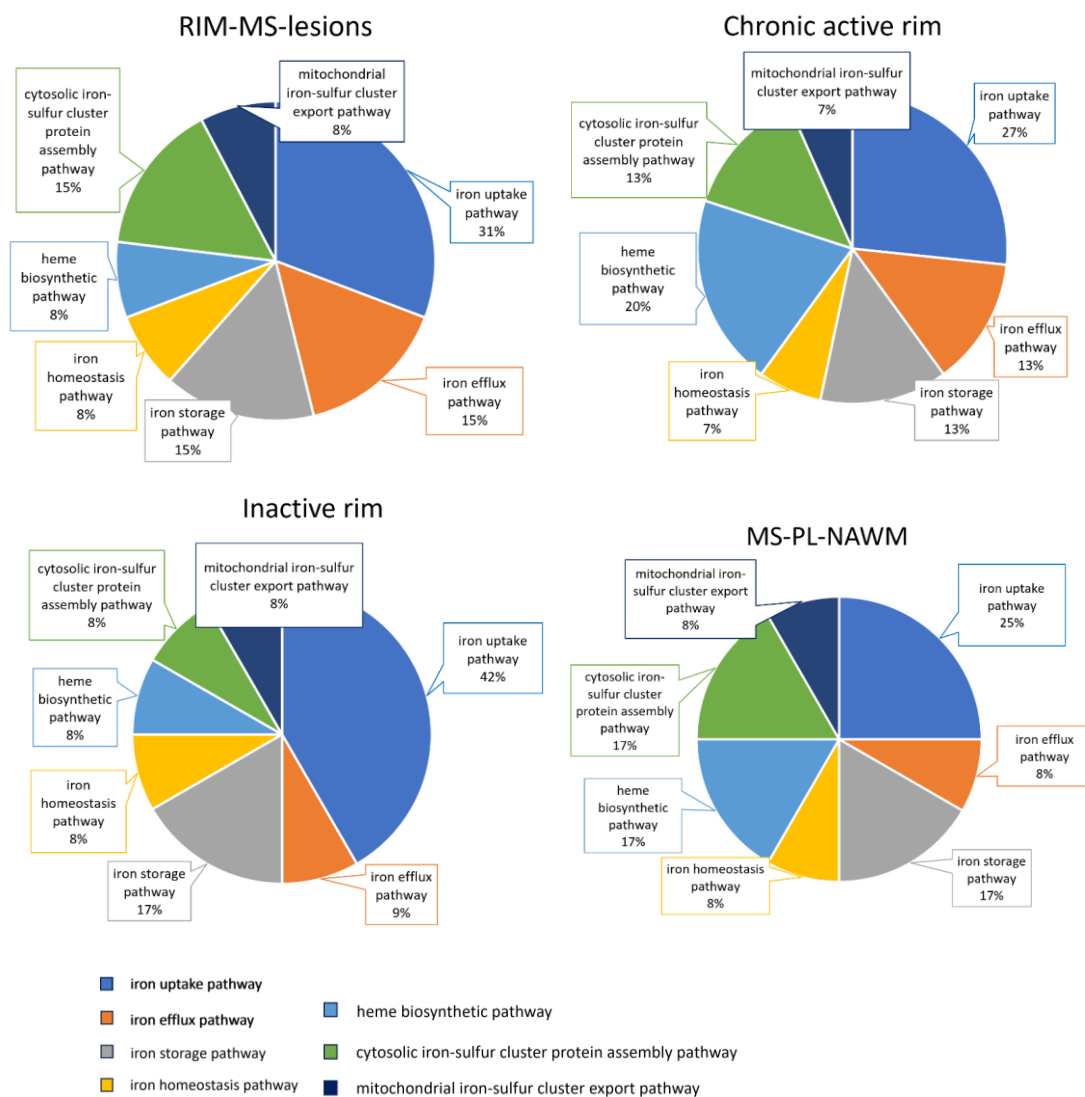 RIM-MS-lesions
mitochondrial
iron-sulfur cluster
export pathway
8%
cytosolic iron-
sulfur cluster
protein
assembly
pathway
15%
iron uptake
pathway
31%
heme
biosynthetic
pathway
8%
iron
homeostasis
pathway
8%
iron storage
pathway
15%
iron efflux
pathway
15%
Chronic active rim
mitochondrial iron-sulfur
cluster export pathway
7%
iron uptake
pathway
27%
cytosolic iron-sulfur
cluster protein
assembly pathway
13%
heme
biosynthetic
pathway
20%
iron efflux
pathway
13%
iron
homeostasis
pathway
7%
iron storage
pathway
13%
Inactive rim
cytosolic iron-sulfur
cluster protein
assembly pathway
8%
mitochondrial iron-sulfur
cluster export pathway
8%
iron uptake
pathway
42%
heme
biosynthetic
pathway
8%
iron
homeostasis
pathway
8%
iron storage
pathway
17%
iron efflux
pathway
9%
MS-PL-NAWM
mitochondrial iron-
sulfur cluster export
pathway
8%
iron uptake
pathway
25%
cytosolic iron-
sulfur cluster
protein assembly
pathway
17%
iron efflux
pathway
8%
heme
biosynthetic
pathway
17%
iron homeostasis
pathway
8%
iron storage
pathway
17%
iron uptake pathway
iron efflux pathway
iron storage pathway
iron homeostasis pathway
heme biosynthetic pathway
cytosolic iron-sulfur cluster protein assembly pathway
mitochondrial iron-sulfur cluster export pathway